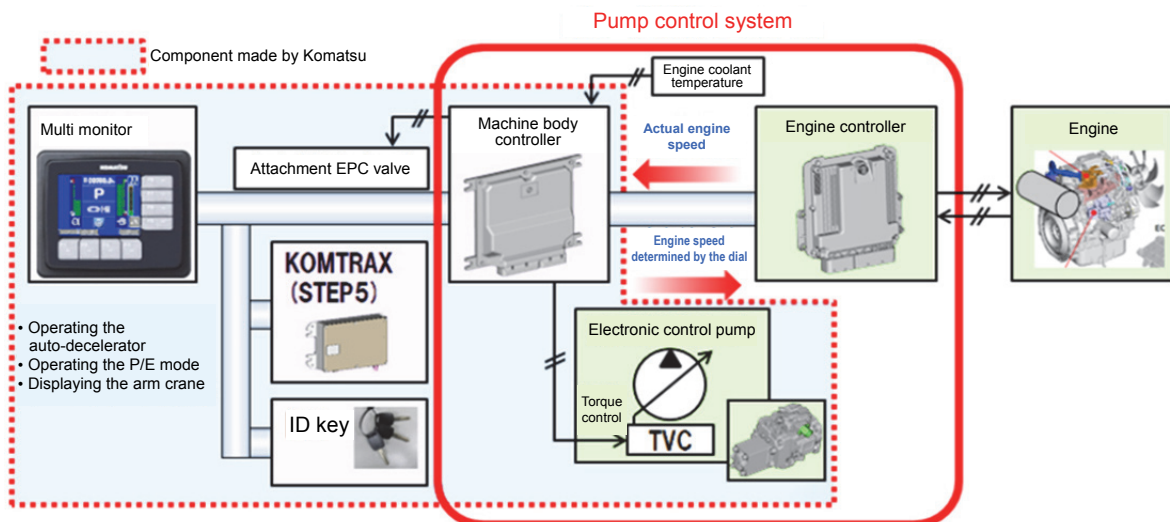 Pump control system
Component made by Komatsu
Engine coolant
temperature
Multi monitor
KOMATSU
P
Attachment EPC valve
Machine body
controller
Actual engine
speed
Engine controller
Engine
Engine speed
determined by the dial
KOMTRAX
(STEP5)
• Operating the
auto-decelerator
• Operating the P/E mode
• Displaying the arm crane
ID key
Electronic control pump
Torque
control
TVC